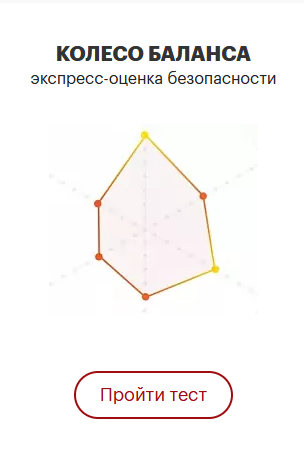 КОЛЕСО БАЛАНСА
экспресс-оценка безопасности
Пройти тест